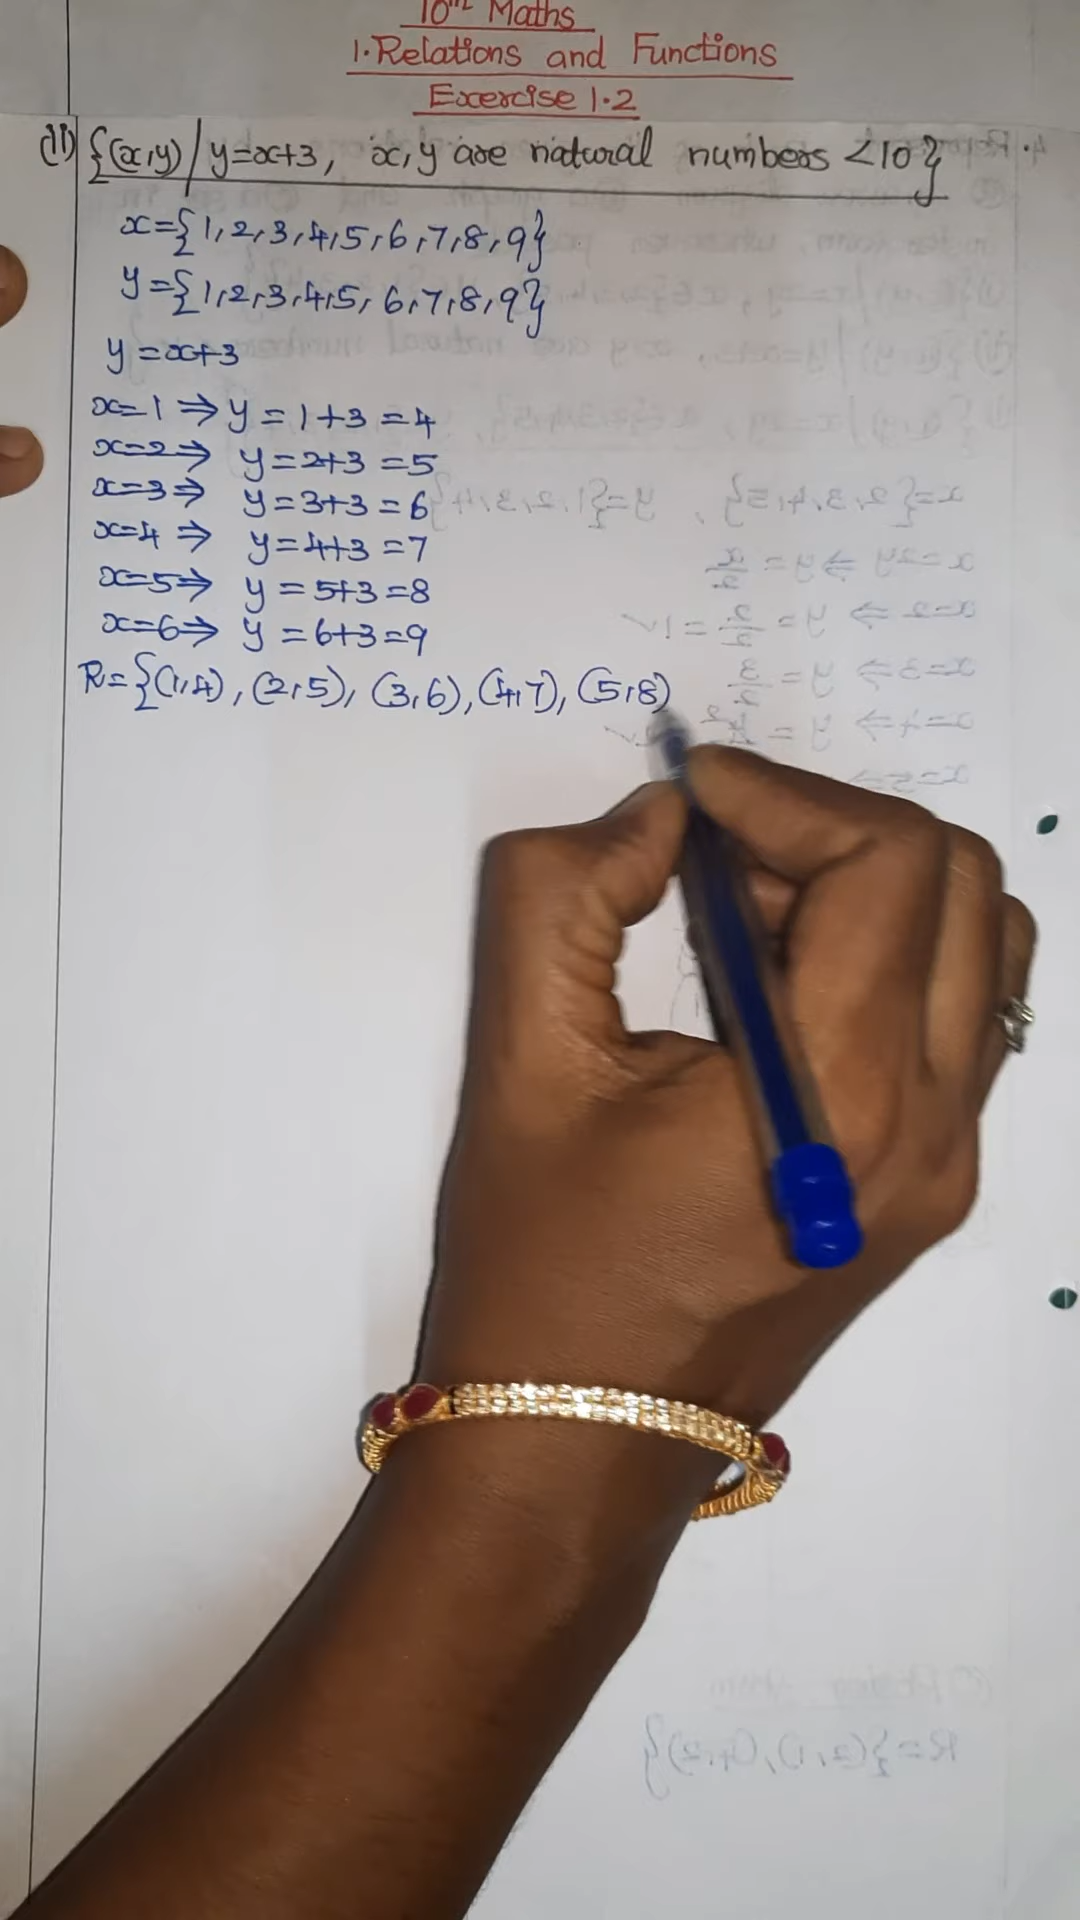 10th Maths
1. Relations and Functions
Exercise 1.2
(ii) {(x,y) / y=x+3, x,y are natural numbers <10}.
x={1,2,3,4,5,6,7,8,9}
y={1,2,3,4,5,6,7,8,9}
y=x+3
x=1 ⇒ y=1+3=4
x=2 ⇒ y=2+3=5
x=3 ⇒ y=3+3=6
x=4 ⇒ y=4+3=7
x=5 ⇒ y=5+3=8
x=6 ⇒ y=6+3=9
R={(1,4), (2,5), (3,6), (4,7), (5,8)